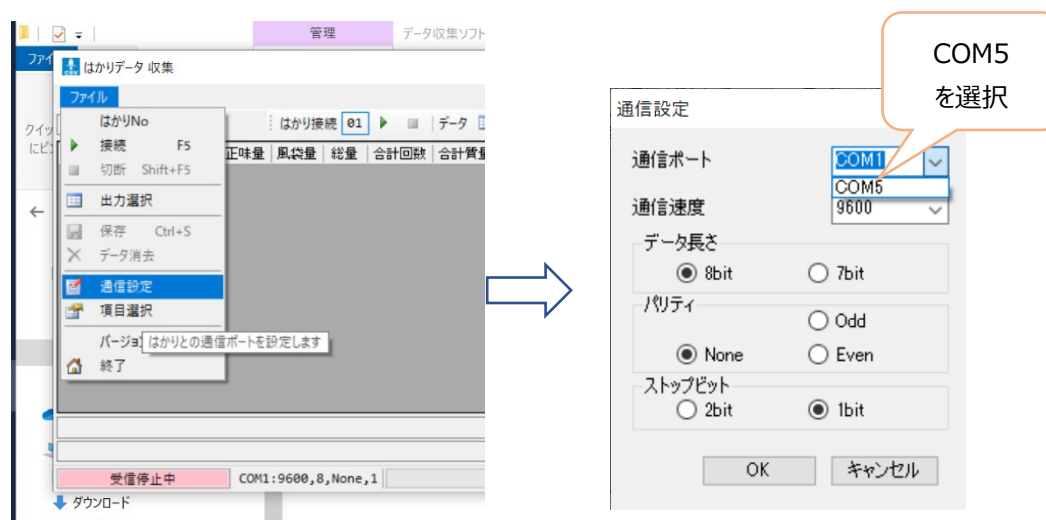 管理
データ収集ソフト
ファイ
はかりデータ 収集
ファイル
はかりNo
接続 F5
切断 Shift+F5
出力選択
保存 Ctrl+S
データ消去
通信設定
項目選択
バージョ
はかりとの通信ポートを設定します
終了
はかり接続 01
データ
正味量 風袋量 総量 合計回数 合計質量
クイッ
にピン
受信停止中
COM1:9600,8,None,1
ダウンロード
COM5
を選択
通信設定
通信ポート
COM1
COM5
通信速度
9600
データ長さ
8bit
7bit
パリティ
Odd
None
Even
ストップビット
2bit
1bit
OK
キャンセル